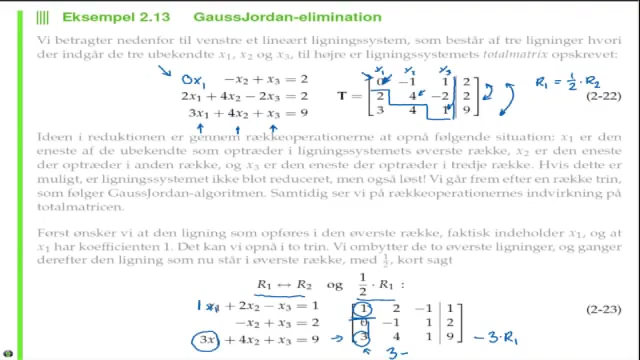 Eksempel 2.13 GaussJordan-elimination
Vi betragter nedenfor til venstre et lineært ligningssystem, som består af tre ligninger hvori
der indgår de tre ubekendte x₁, x₂ og x₃, til højre er ligningssystemets totalmatrix opskrevet:
x₁ x₂ x₃
0x₁ −x₂ + x₃ = 2
2x₁ + 4x₂ − 2x₃ = 2
3x₁ + 4x₂ + x₃ = 9
T = [ 0 −1 1 | 2
2 4 −2 | 2
3 4 1 | 9 ]
R₁ = ½ · R₂
(2-22)
Ideen i reduktionen er gennem rækkeoperationerne at opnå følgende situation: x₁ er den
eneste af de ubekendte som optræder i ligningssystemets øverste række, x₂ er den eneste
der optræder i anden række, og x₃ er den eneste der optræder i tredje række. Hvis dette er
muligt, er ligningssystemet ikke blot reduceret, men også løst! Vi går frem efter en række trin,
som følger GaussJordan-algoritmen. Samtidig ser vi på rækkeoperationernes indvirkning på
totalmatricen.
Først ønsker vi at den ligning som opføres i den øverste række, faktisk indeholder x₁, og at
x₁ har koefficienten 1. Det kan vi opnå i to trin. Vi ombytter de to øverste ligninger, og ganger
derefter den ligning som nu står i øverste række, med ½, kort sagt
R₁ ↔ R₂ og ½ · R₁ :
1 x₁ + 2x₂ − x₃ = 1
−x₂ + x₃ = 2
3x₁ + 4x₂ + x₃ = 9
[ 1 2 −1 | 1
0 −1 1 | 2
3 4 1 | 9 ]
(2-23)
−3·R₁
3 −